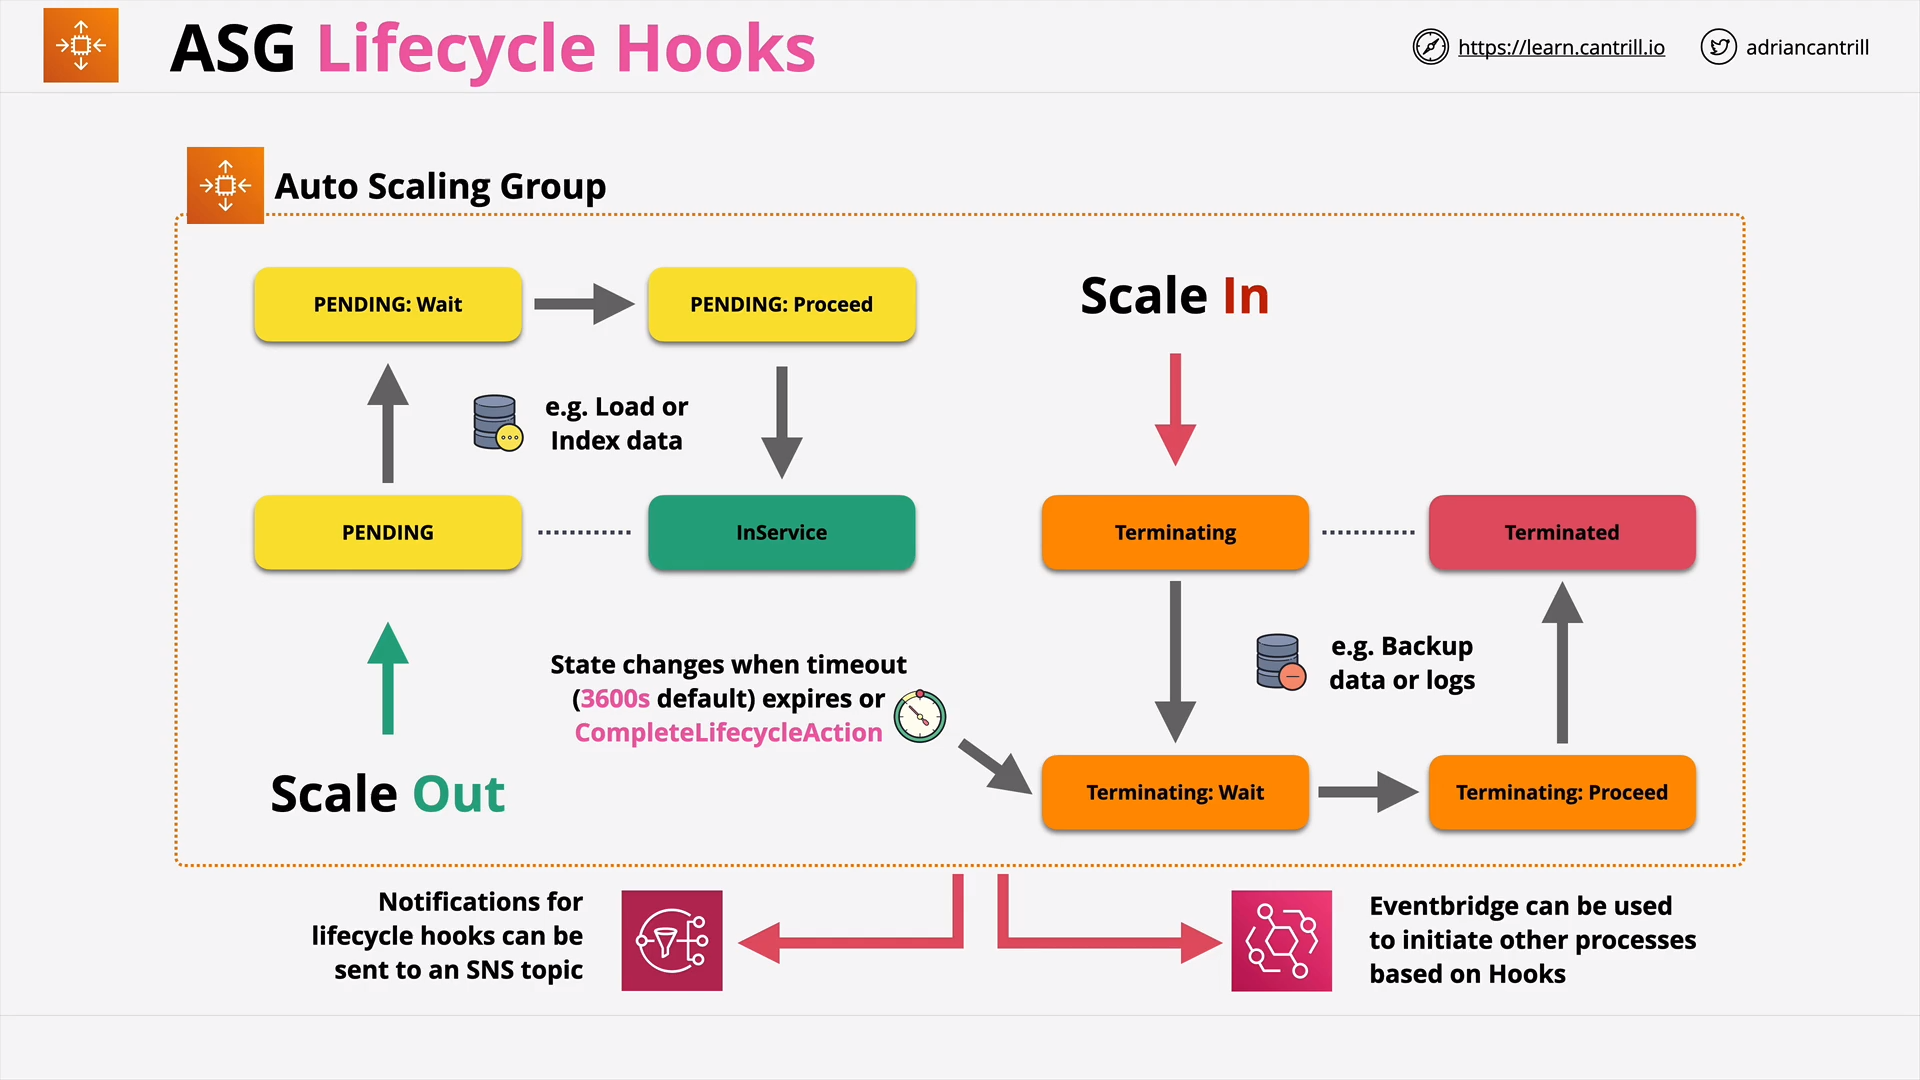 ASG Lifecycle Hooks
https://learn.cantrill.io
adriancantrill
Auto Scaling Group
PENDING: Wait
PENDING: Proceed
Scale In
e.g. Load or
Index data
PENDING
InService
Terminating
Terminated
State changes when timeout
(3600s default) expires or
CompleteLifecycleAction
e.g. Backup
data or logs
Scale Out
Terminating: Wait
Terminating: Proceed
Notifications for
lifecycle hooks can be
sent to an SNS topic
Eventbridge can be used
to initiate other processes
based on Hooks